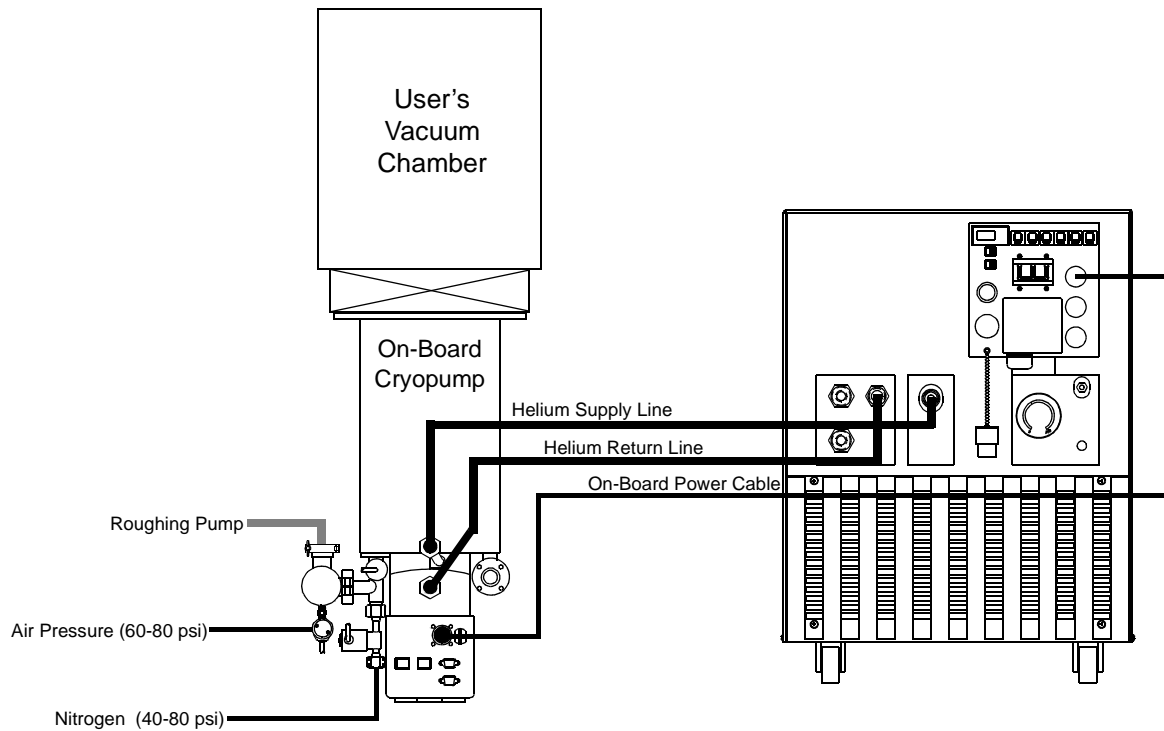 User's
Vacuum
Chamber
On-Board
Cryopump
Helium Supply Line
Helium Return Line
On-Board Power Cable
Roughing Pump
Air Pressure (60-80 psi)
Nitrogen (40-80 psi)